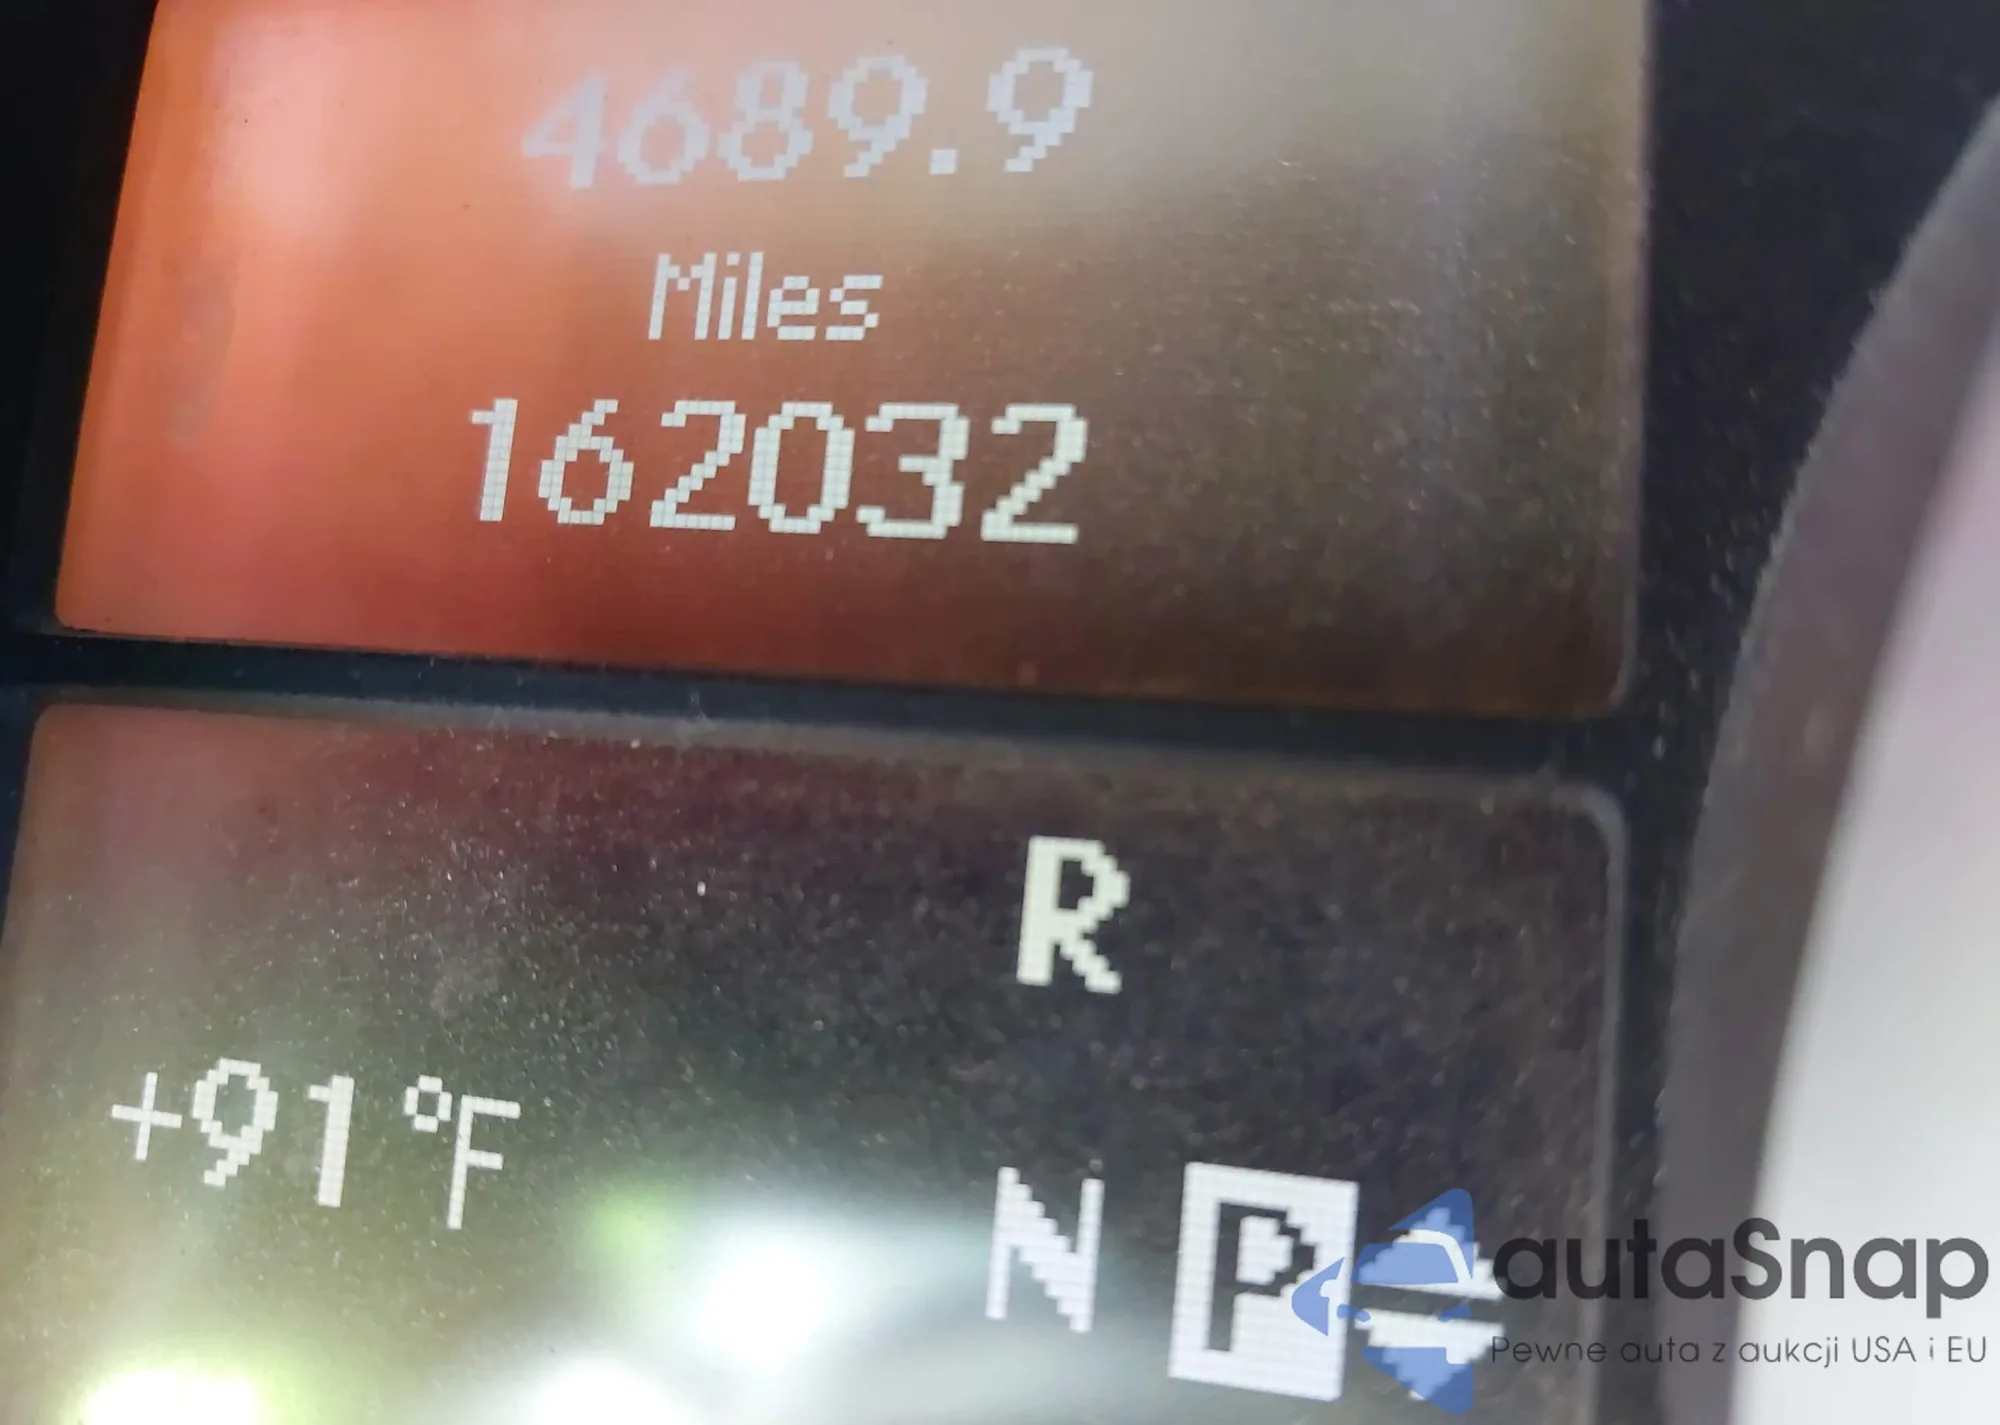 4689.9
Miles
162032
R
+91°F
N P
autaSnap
Pewne auta z aukcji USA i EU